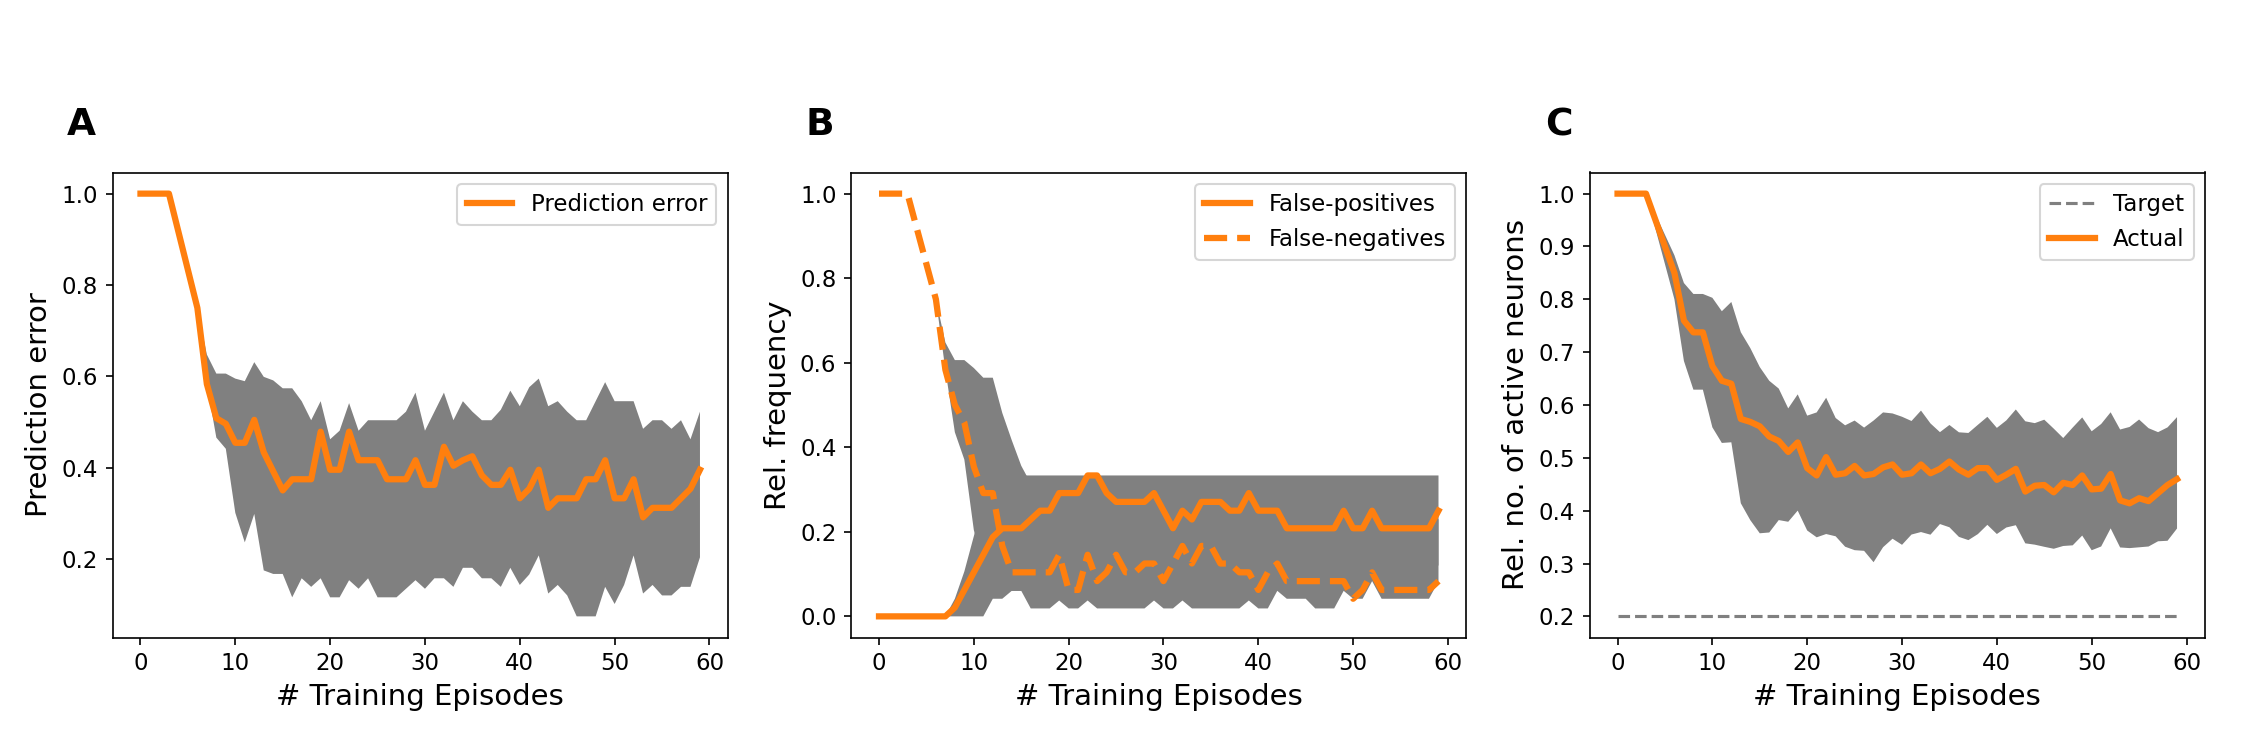 A
B
C
Prediction error
1.0
0.8
0.6
0.4
0.2
0
10
20
30
40
50
60
# Training Episodes
Prediction error
Rel. frequency
1.0
0.8
0.6
0.4
0.2
0.0
0
10
20
30
40
50
60
# Training Episodes
False-positives
False-negatives
Rel. no. of active neurons
1.0
0.9
0.8
0.7
0.6
0.5
0.4
0.3
0.2
0
10
20
30
40
50
60
# Training Episodes
Target
Actual